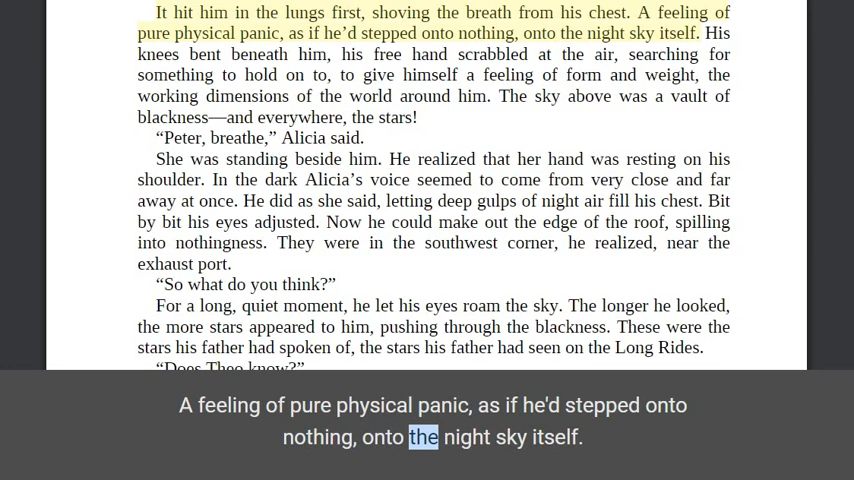 It hit him in the lungs first, shoving the breath from his chest. A feeling of
pure physical panic, as if he’d stepped onto nothing, onto the night sky itself. His
knees bent beneath him, his free hand scrabbled at the air, searching for
something to hold on to, to give himself a feeling of form and weight, the
working dimensions of the world around him. The sky above was a vault of
blackness—and everywhere, the stars!
“Peter, breathe,” Alicia said.
She was standing beside him. He realized that her hand was resting on his
shoulder. In the dark Alicia’s voice seemed to come from very close and far
away at once. He did as she said, letting deep gulps of night air fill his chest. Bit
by bit his eyes adjusted. Now he could make out the edge of the roof, spilling
into nothingness. They were in the southwest corner, he realized, near the
exhaust port.
“So what do you think?”
For a long, quiet moment, he let his eyes roam the sky. The longer he looked,
the more stars appeared to him, pushing through the blackness. These were the
stars his father had spoken of, the stars his father had seen on the Long Rides.
“Does Theo know?”
A feeling of pure physical panic, as if he'd stepped onto
nothing, onto the night sky itself.